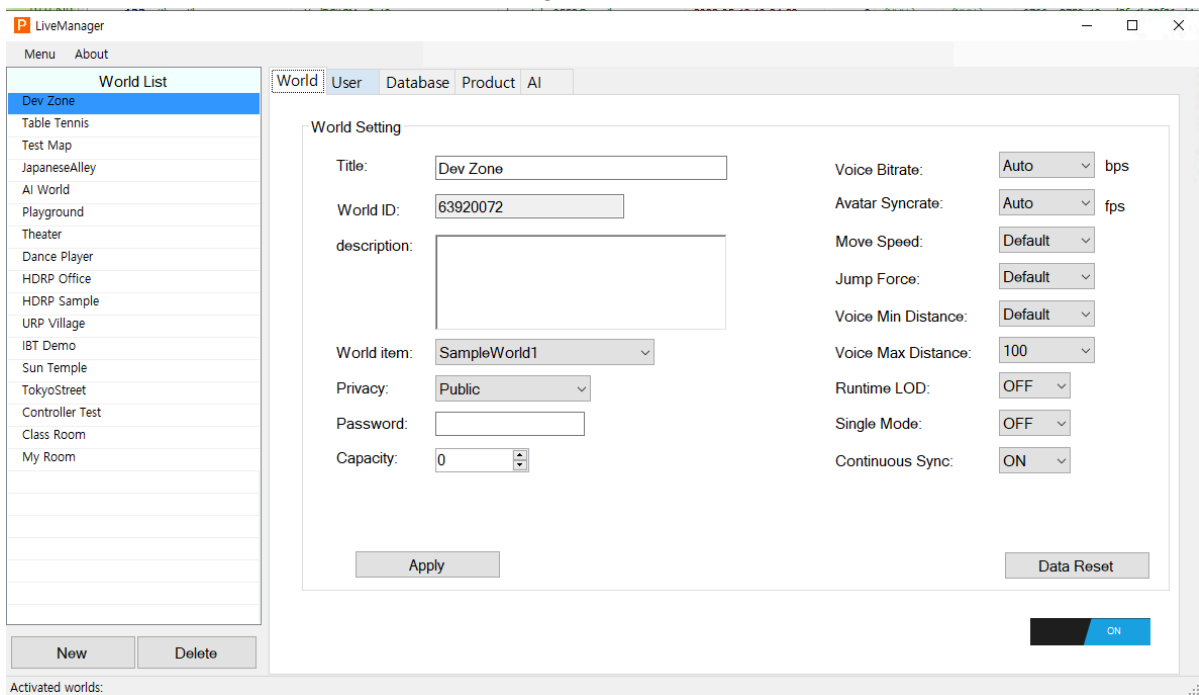 LiveManager
Menu About
World List
Dev Zone
Table Tennis
Test Map
JapaneseAlley
AI World
Playground
Theater
Dance Player
HDRP Office
HDRP Sample
URP Village
IBT Demo
Sun Temple
TokyoStreet
Controller Test
Class Room
My Room
New Delete
Activated worlds:
World User Database Product AI
World Setting
Title: Dev Zone
World ID: 63920072
description:
World item: SampleWorld1
Privacy: Public
Password:
Capacity: 0
Apply
Voice Bitrate: Auto bps
Avatar Syncrate: Auto fps
Move Speed: Default
Jump Force: Default
Voice Min Distance: Default
Voice Max Distance: 100
Runtime LOD: OFF
Single Mode: OFF
Continuous Sync: ON
Data Reset
ON